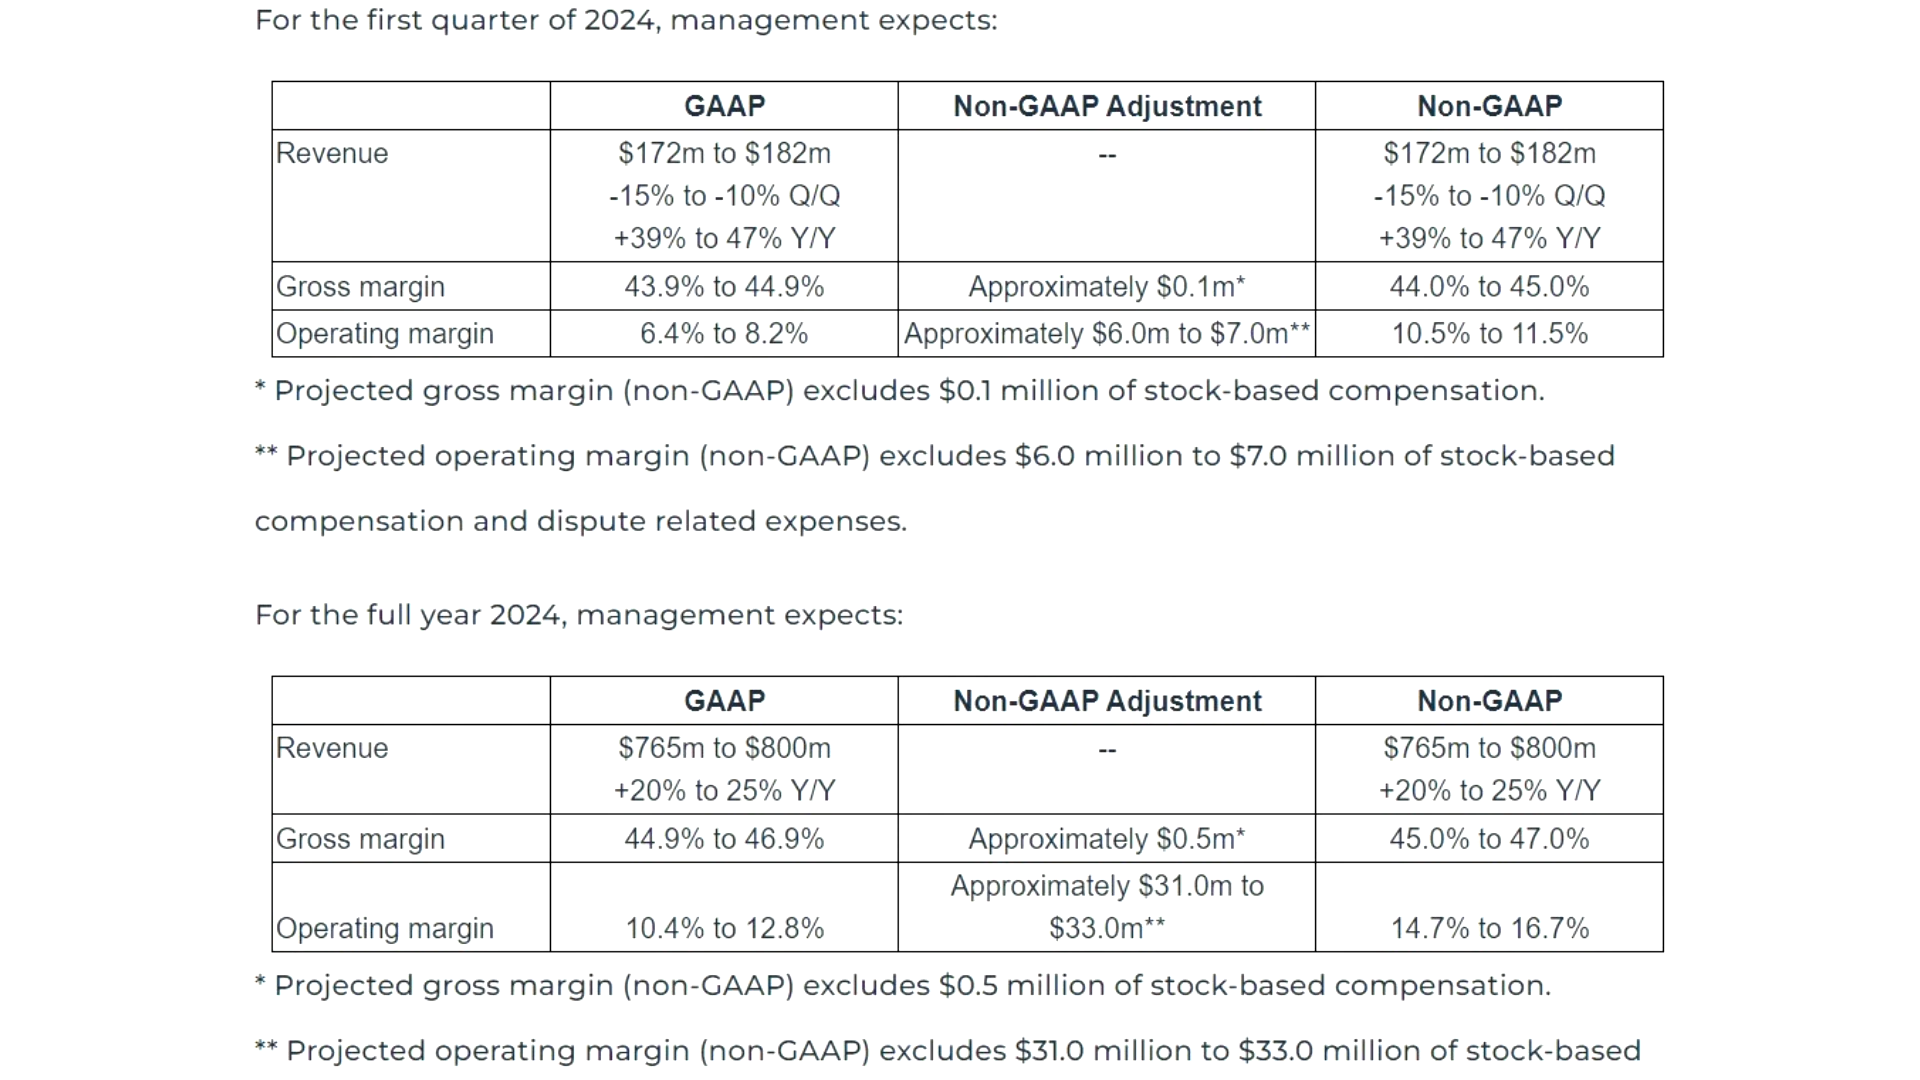 For the first quarter of 2024, management expects:
GAAP Non-GAAP Adjustment Non-GAAP
Revenue $172m to $182m -- $172m to $182m
-15% to -10% Q/Q -15% to -10% Q/Q
+39% to 47% Y/Y +39% to 47% Y/Y
Gross margin 43.9% to 44.9% Approximately $0.1m* 44.0% to 45.0%
Operating margin 6.4% to 8.2% Approximately $6.0m to $7.0m** 10.5% to 11.5%
* Projected gross margin (non-GAAP) excludes $0.1 million of stock-based compensation.
** Projected operating margin (non-GAAP) excludes $6.0 million to $7.0 million of stock-based
compensation and dispute related expenses.
For the full year 2024, management expects:
GAAP Non-GAAP Adjustment Non-GAAP
Revenue $765m to $800m -- $765m to $800m
+20% to 25% Y/Y +20% to 25% Y/Y
Gross margin 44.9% to 46.9% Approximately $0.5m* 45.0% to 47.0%
Approximately $31.0m to
Operating margin 10.4% to 12.8% $33.0m** 14.7% to 16.7%
* Projected gross margin (non-GAAP) excludes $0.5 million of stock-based compensation.
** Projected operating margin (non-GAAP) excludes $31.0 million to $33.0 million of stock-based